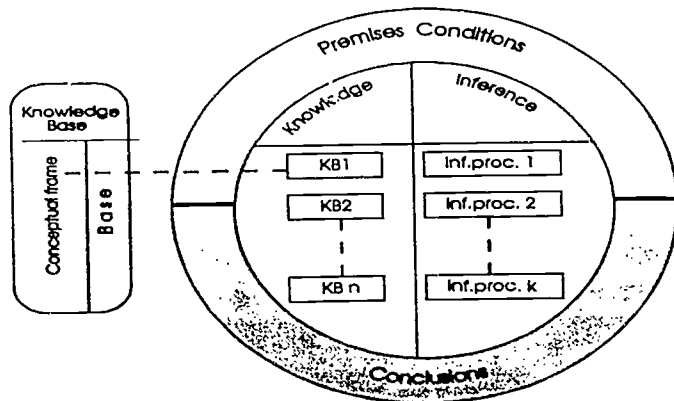 Premises Conditions
Knowledge
Inference
Knowledge
Base
Conceptual frame
Base
KB1
Inf.proc. 1
KB2
Inf.proc. 2
KB n
Inf.proc. k
Conclusions